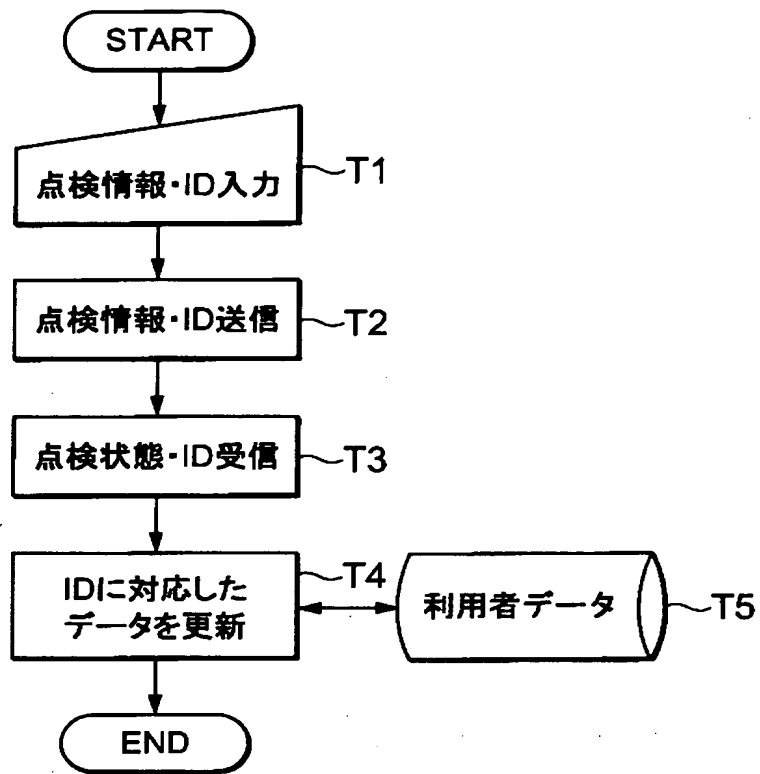 START
点検情報・ID入力
T1
点検情報・ID送信
T2
点検状態・ID受信
T3
IDに対応した
データを更新
T4
利用者データ
T5
END